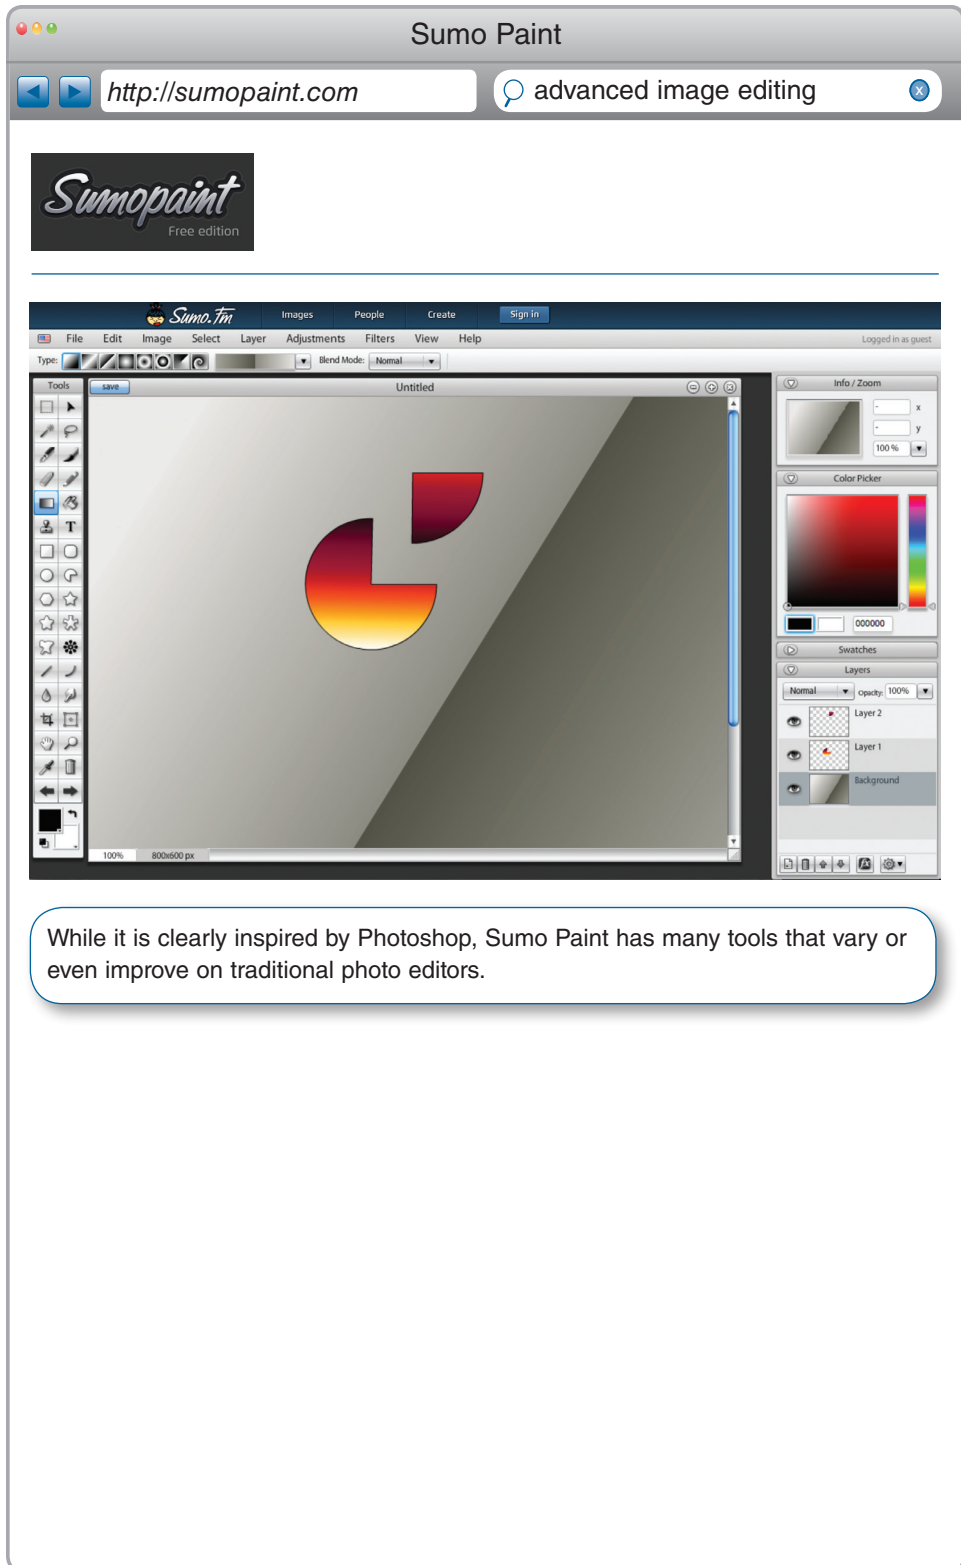 Sumo Paint
http://sumopaint.com
advanced image editing
x
Sumopaint
Free edition
Sumo.Fm Images People Create Sign in
File Edit Image Select Layer Adjustments Filters View Help Logged in as guest
Type: Blend Mode: Normal
Tools
save
Untitled
T
100% 800x600 px
Info / Zoom
- x
- y
100 %
Color Picker
000000
Swatches
Layers
Normal Opacity: 100%
Layer 2
Layer 1
Background
While it is clearly inspired by Photoshop, Sumo Paint has many tools that vary or
even improve on traditional photo editors.